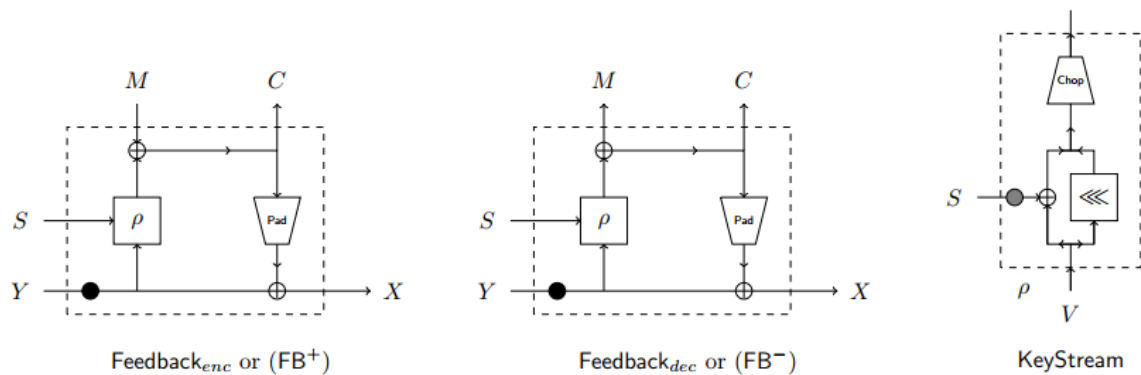 M C
S ρ Pad
Y X
Feedback_enc or (FB⁺)
M C
S ρ Pad
Y X
Feedback_dec or (FB⁻)
Chop
S ⋘
ρ
V
KeyStream